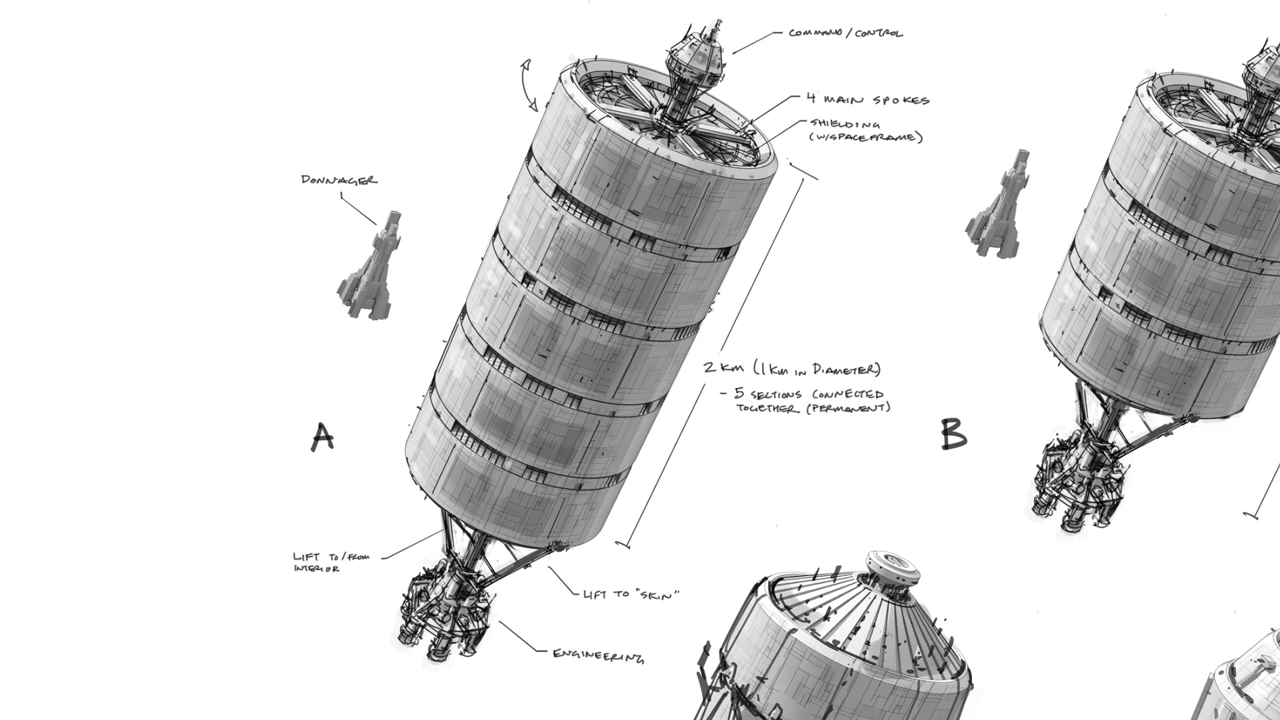 COMMAND/CONTROL
4 MAIN SPOKES
SHIELDING
(W/SPACEFRAME)
DONNAGER
2 KM (1 KM IN DIAMETER)
- 5 SECTIONS CONNECTED
TOGETHER (PERMANENT)
A
B
LIFT TO/FROM
INTERIOR
LIFT TO "SKIN"
ENGINEERING